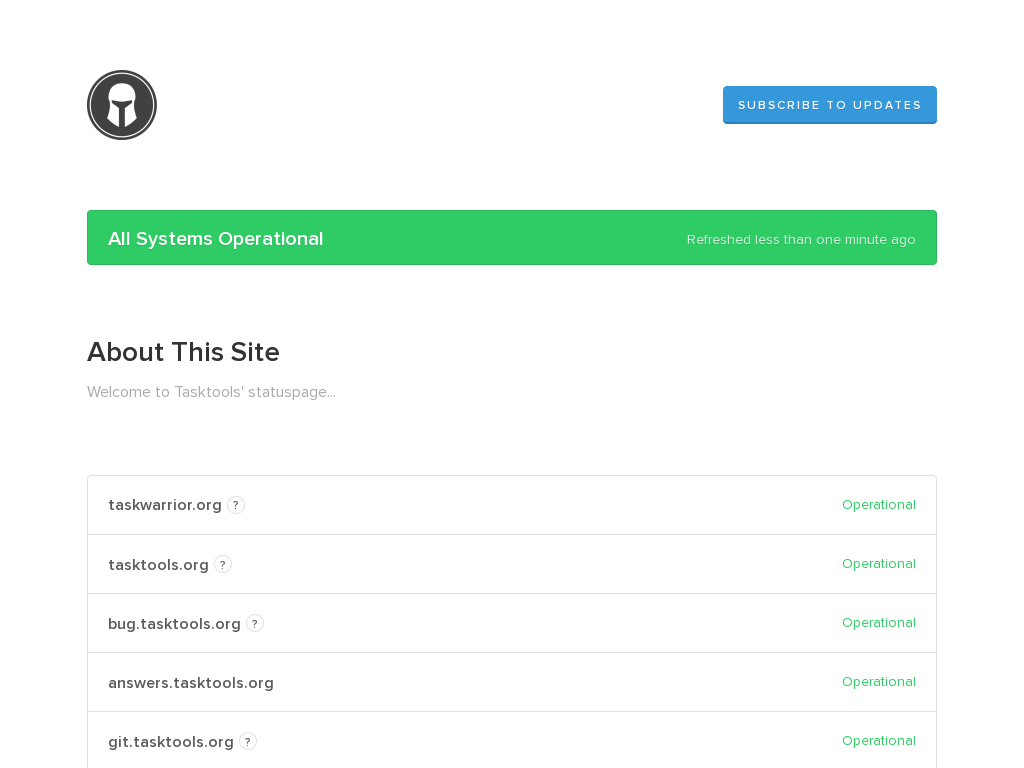 SUBSCRIBE TO UPDATES
All Systems Operational
Refreshed less than one minute ago
About This Site
Welcome to Tasktools' statuspage...
taskwarrior.org ? Operational
tasktools.org ? Operational
bug.tasktools.org ? Operational
answers.tasktools.org Operational
git.tasktools.org ? Operational